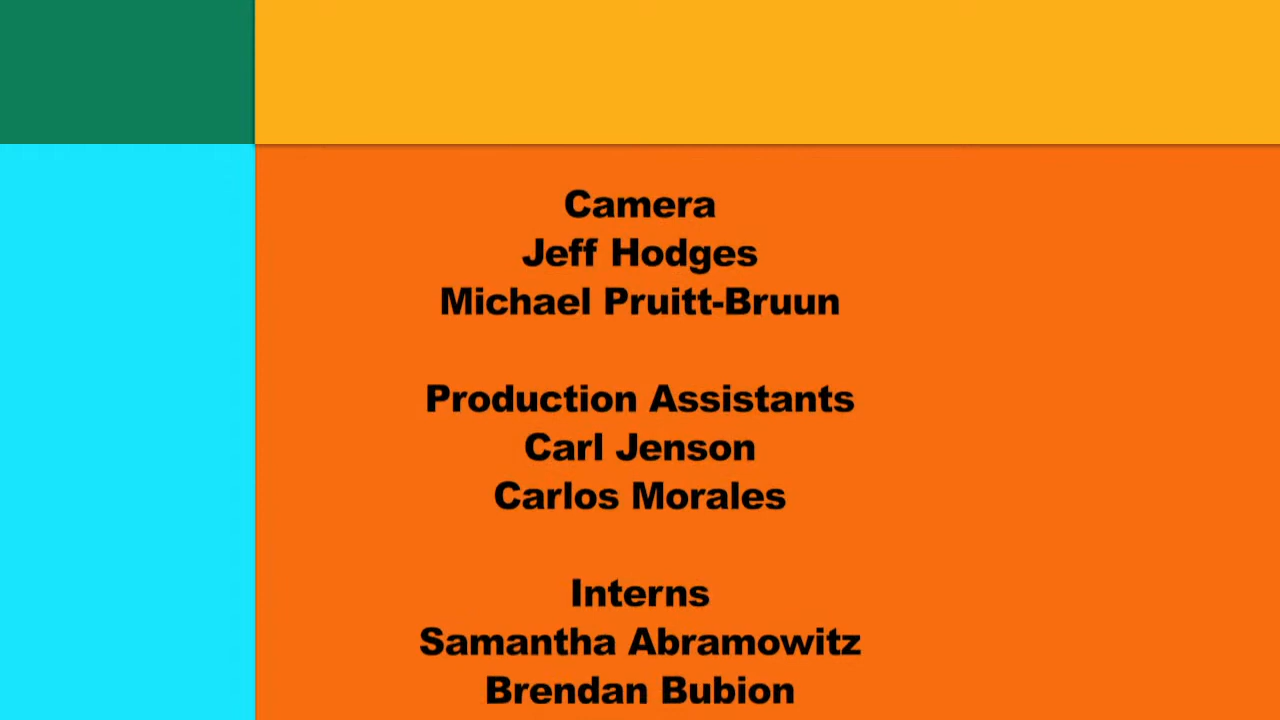 Camera
Jeff Hodges
Michael Pruitt-Bruun
Production Assistants
Carl Jenson
Carlos Morales
Interns
Samantha Abramowitz
Brendan Bubion